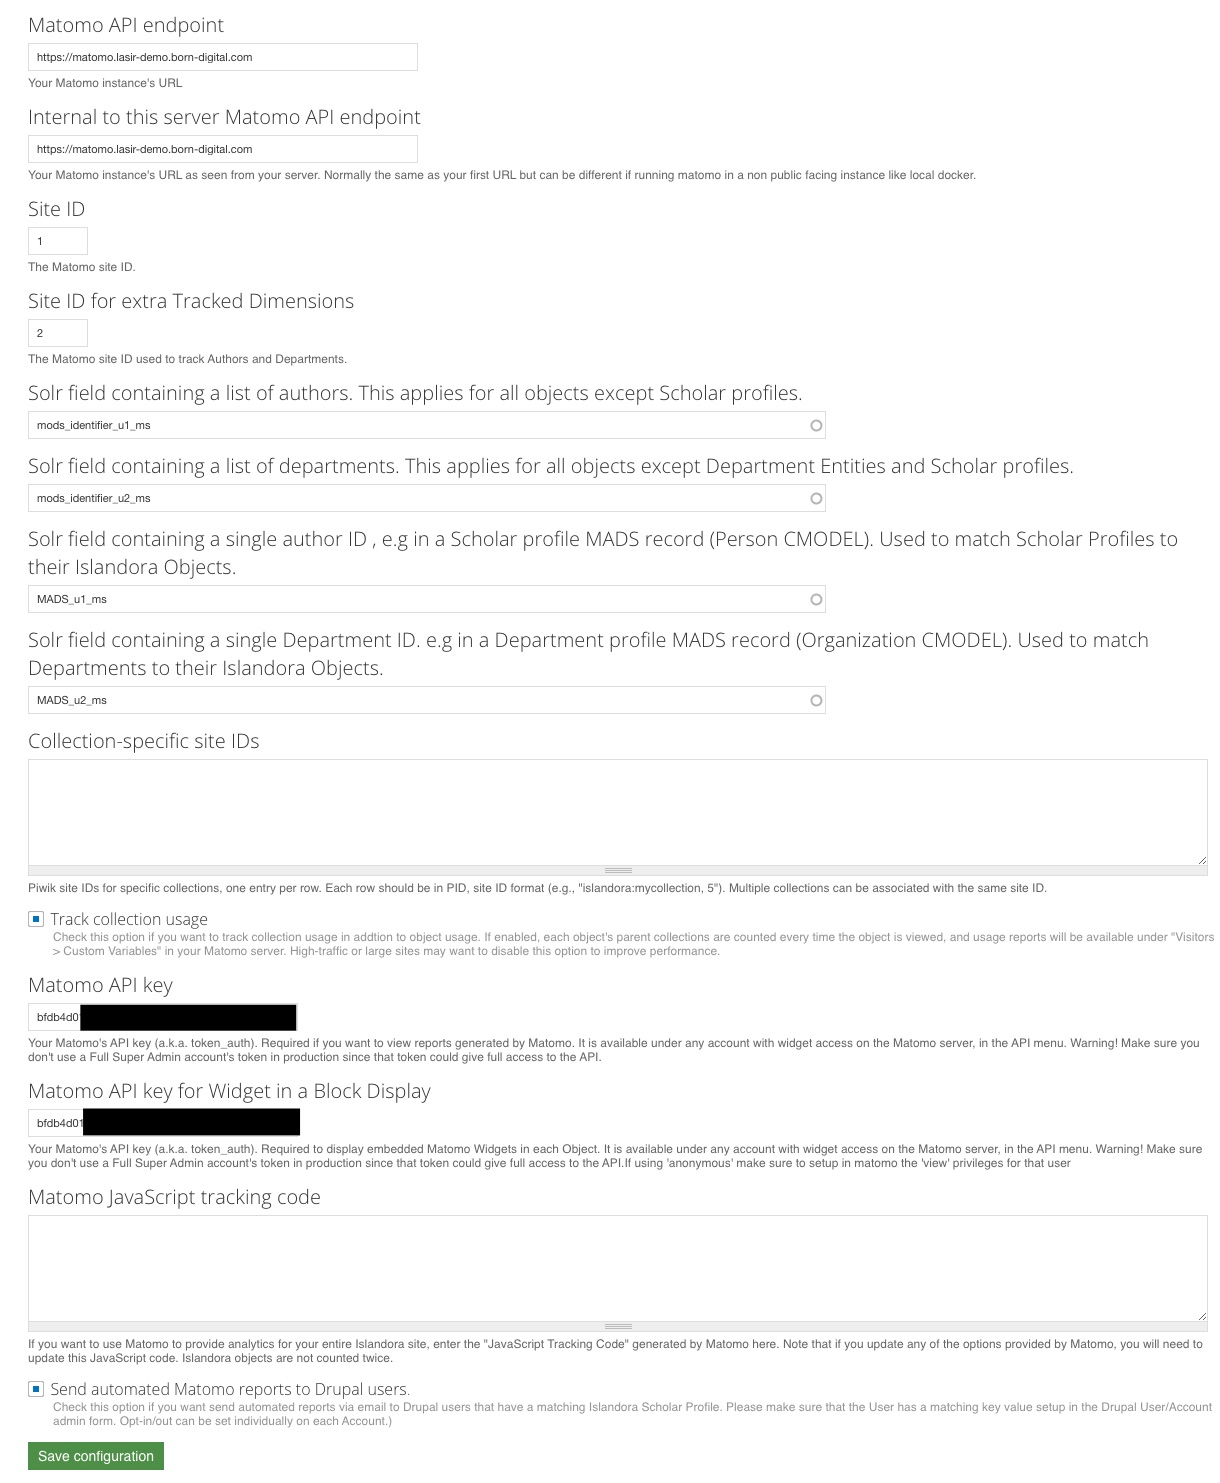 Matomo API endpoint
https://matomo.lasir-demo.born-digital.com
Your Matomo instance's URL
Internal to this server Matomo API endpoint
https://matomo.lasir-demo.born-digital.com
Your Matomo instance's URL as seen from your server. Normally the same as your first URL but can be different if running matomo in a non public facing instance like local docker.
Site ID
1
The Matomo site ID.
Site ID for extra Tracked Dimensions
2
The Matomo site ID used to track Authors and Departments.
Solr field containing a list of authors. This applies for all objects except Scholar profiles.
mods_identifier_u1_ms
Solr field containing a list of departments. This applies for all objects except Department Entities and Scholar profiles.
mods_identifier_u2_ms
Solr field containing a single author ID , e.g in a Scholar profile MADS record (Person CMODEL). Used to match Scholar Profiles to
their Islandora Objects.
MADS_u1_ms
Solr field containing a single Department ID. e.g in a Department profile MADS record (Organization CMODEL). Used to match
Departments to their Islandora Objects.
MADS_u2_ms
Collection-specific site IDs
Piwik site IDs for specific collections, one entry per row. Each row should be in PID, site ID format (e.g., "islandora:mycollection, 5"). Multiple collections can be associated with the same site ID.
Track collection usage
Check this option if you want to track collection usage in addtion to object usage. If enabled, each object's parent collections are counted every time the object is viewed, and usage reports will be available under "Visitors
> Custom Variables" in your Matomo server. High-traffic or large sites may want to disable this option to improve performance.
Matomo API key
bfdb4d0
Your Matomo's API key (a.k.a. token_auth). Required if you want to view reports generated by Matomo. It is available under any account with widget access on the Matomo server, in the API menu. Warning! Make sure you
don't use a Full Super Admin account's token in production since that token could give full access to the API.
Matomo API key for Widget in a Block Display
bfdb4d01
Your Matomo's API key (a.k.a. token_auth). Required to display embedded Matomo Widgets in each Object. It is available under any account with widget access on the Matomo server, in the API menu. Warning! Make sure
you don't use a Full Super Admin account's token in production since that token could give full access to the API.If using 'anonymous' make sure to setup in matomo the 'view' privileges for that user
Matomo JavaScript tracking code
If you want to use Matomo to provide analytics for your entire Islandora site, enter the "JavaScript Tracking Code" generated by Matomo here. Note that if you update any of the options provided by Matomo, you will need to
update this JavaScript code. Islandora objects are not counted twice.
Send automated Matomo reports to Drupal users.
Check this option if you want send automated reports via email to Drupal users that have a matching Islandora Scholar Profile. Please make sure that the User has a matching key value setup in the Drupal User/Account
admin form. Opt-in/out can be set individually on each Account.)
Save configuration